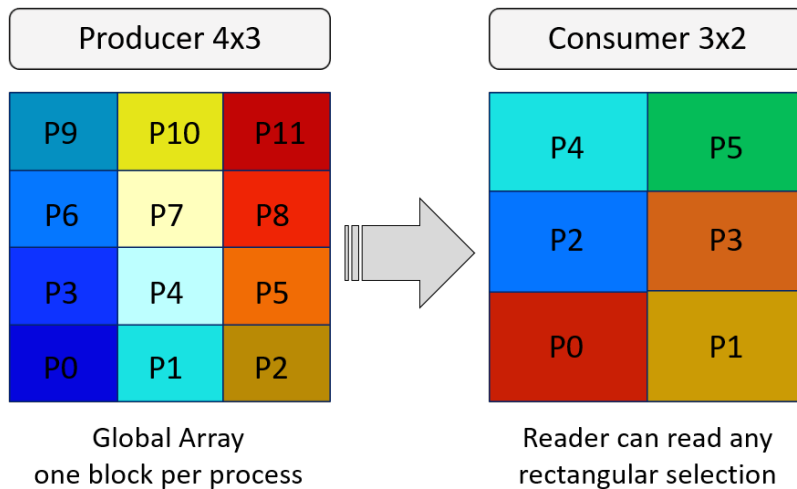 Producer 4x3
Consumer 3x2
P9 P10 P11
P6 P7 P8
P3 P4 P5
P0 P1 P2
P4 P5
P2 P3
P0 P1
Global Array
one block per process
Reader can read any
rectangular selection